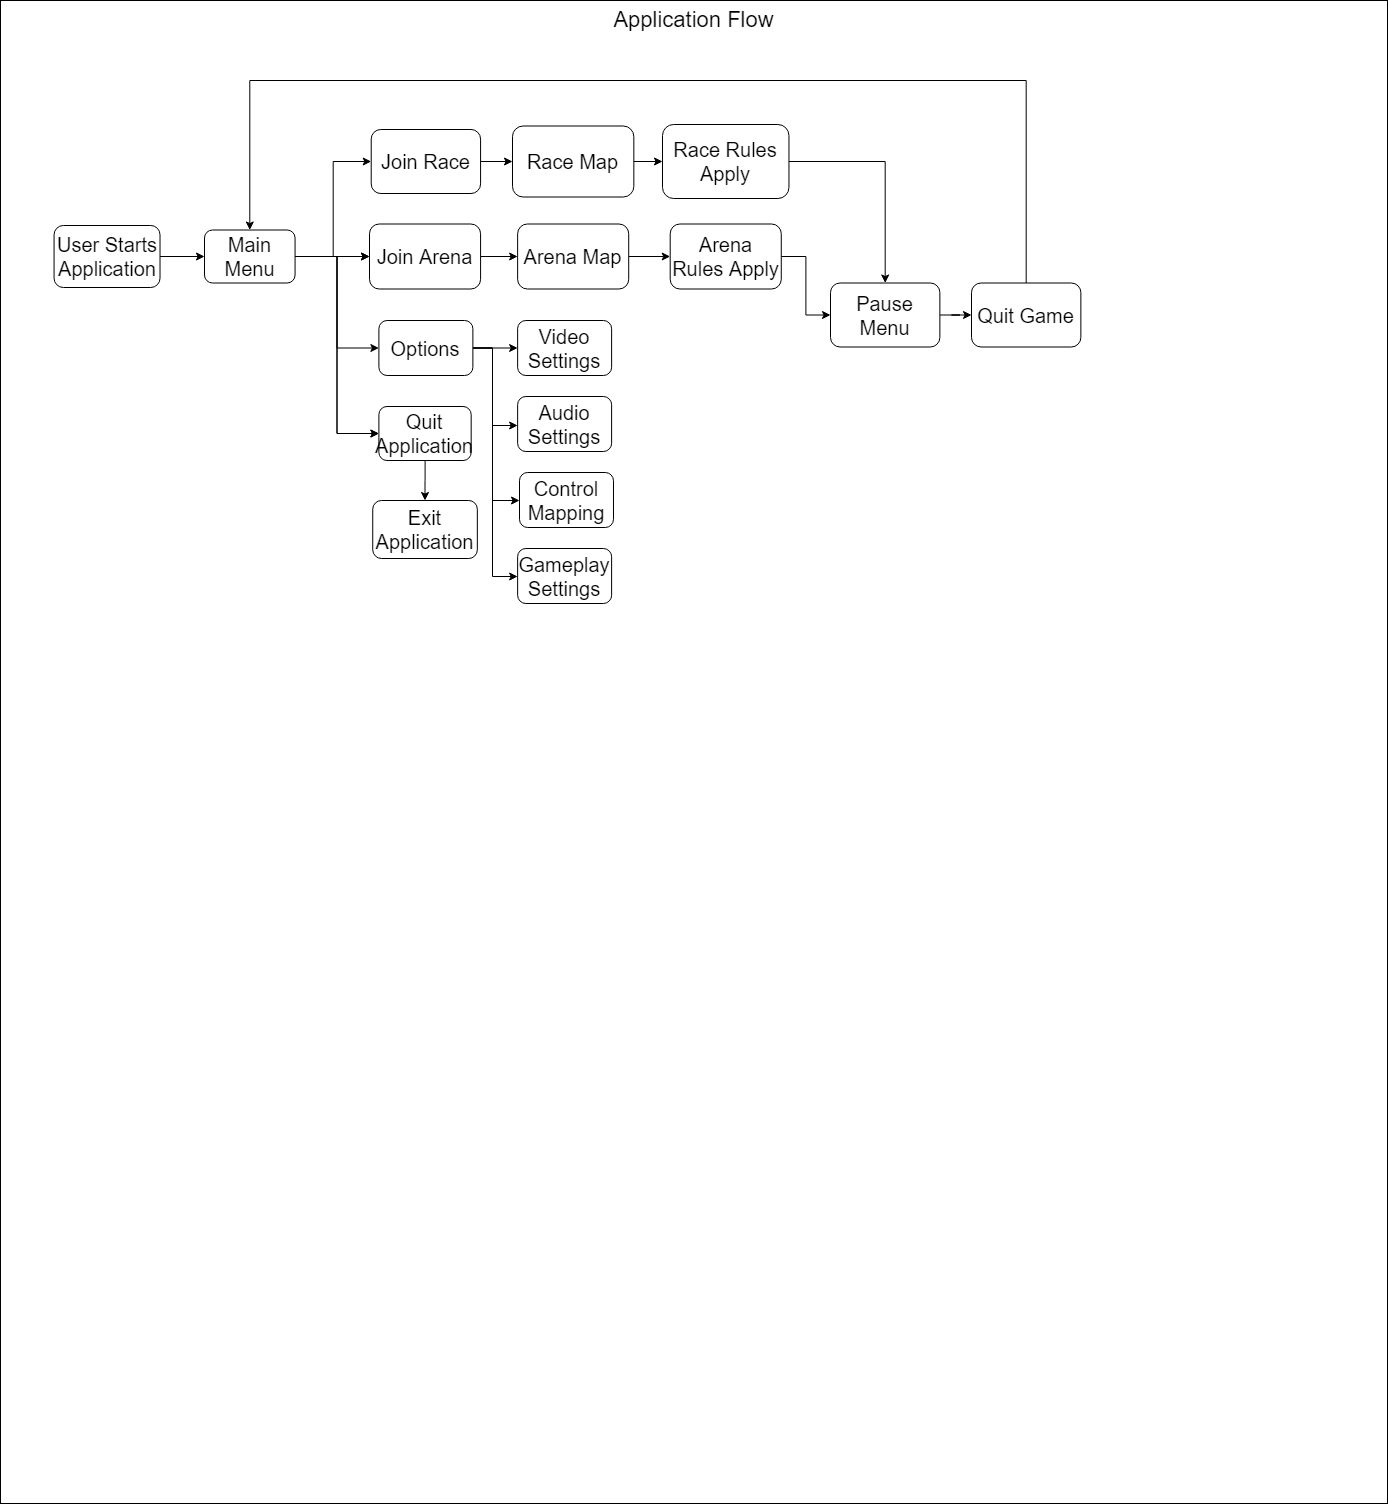 Application Flow
Join Race
Race Map
Race Rules
Apply
User Starts
Application
Main
Menu
Join Arena
Arena Map
Arena
Rules Apply
Pause
Menu
Quit Game
Options
Video
Settings
Quit
Application
Audio
Settings
Exit
Application
Control
Mapping
Gameplay
Settings